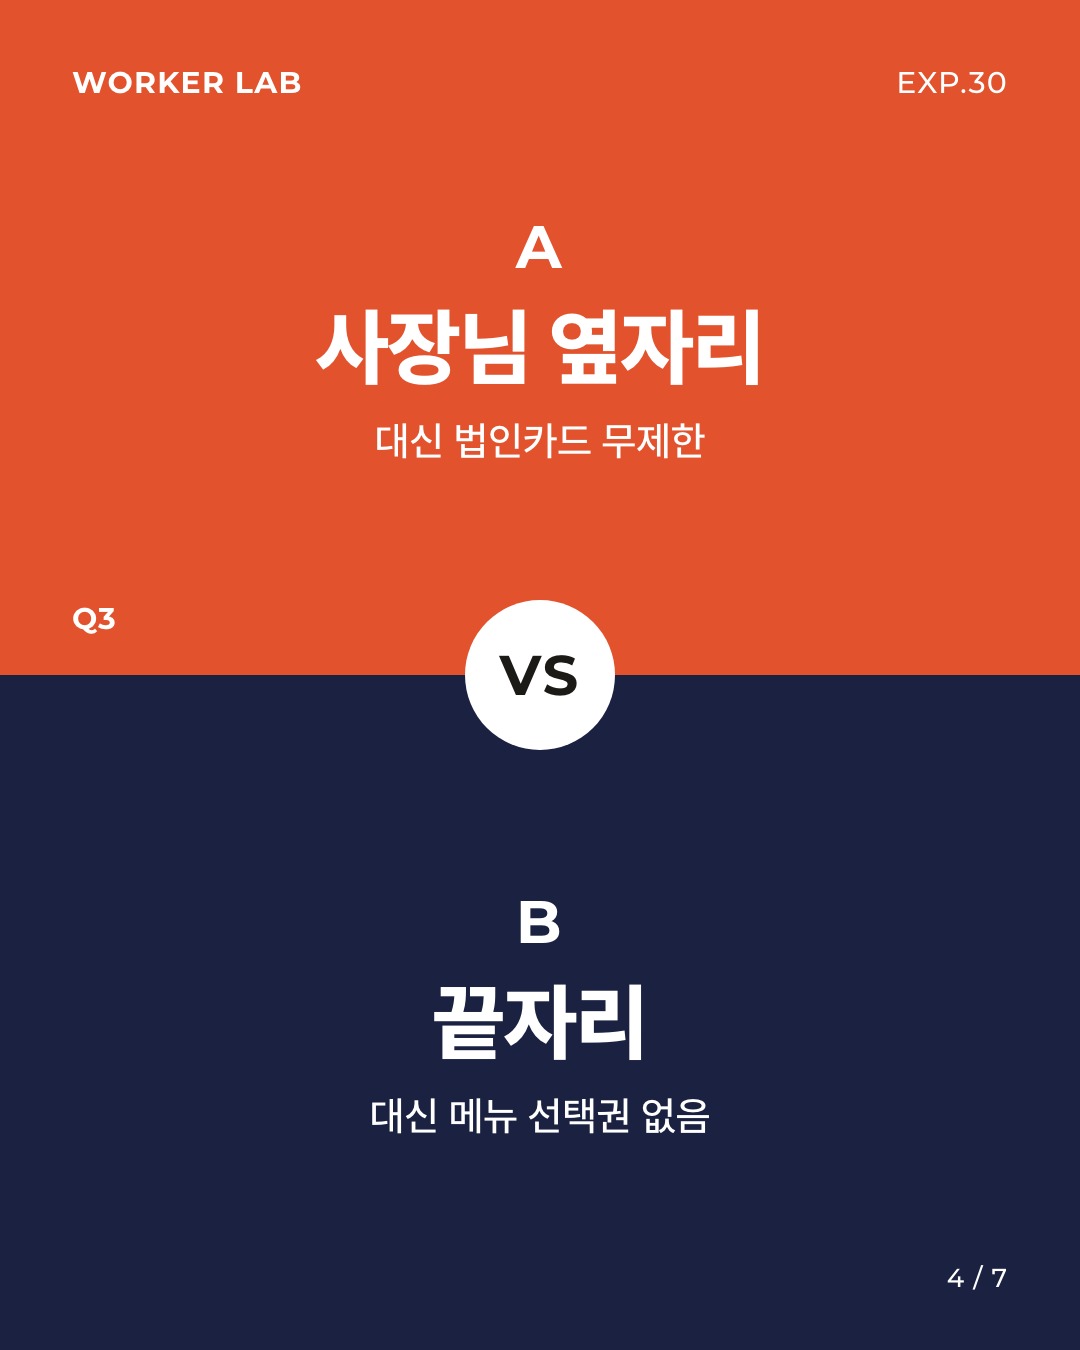 WORKER LAB
EXP.30
A
사장님 옆자리
대신 법인카드 무제한
Q3
VS
B
끝자리
대신 메뉴 선택권 없음
4 / 7